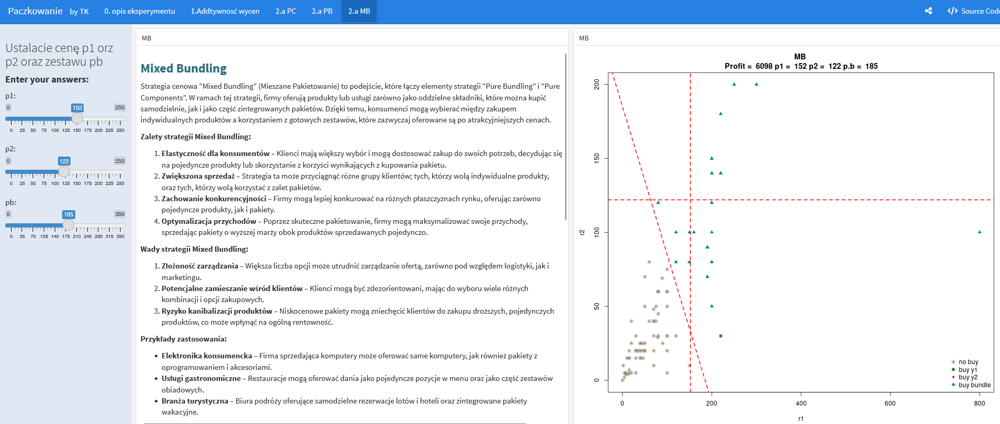 Paczkowanie by TK 0. opis eksperymentu 1.Addtywnosć wycen 2.a PC 2.a PB 2.a MB Source Code
Ustalacie cenę p1 orz
p2 oraz zestawu pb
Enter your answers:
p1:
0 152 250
0 25 50 75 100 125 150 175 200 225 250
p2:
0 122 250
0 25 50 75 100 125 150 175 200 225 250
pb:
0 185 350
0 35 70 105 140 175 210 245 280 315 350
MB
Mixed Bundling
Strategia cenowa “Mixed Bundling” (Mieszane Pakietowanie) to podejście, które łączy elementy strategii “Pure Bundling” i “Pure
Components”. W ramach tej strategii, firmy oferują produkty lub usługi zarówno jako oddzielne składniki, które można kupić
samodzielnie, jak i jako część zintegrowanych pakietów. Dzięki temu, konsumenci mogą wybierać między zakupem
indywidualnych produktów a korzystaniem z gotowych zestawów, które zazwyczaj oferowane są po atrakcyjniejszych cenach.
Zalety strategii Mixed Bundling:
1. Elastyczność dla konsumentów – Klienci mają większy wybór i mogą dostosować zakup do swoich potrzeb, decydując się
na pojedyncze produkty lub skorzystanie z korzyści wynikających z kupowania pakietu.
2. Zwiększona sprzedaż – Strategia ta może przyciągnąć różne grupy klientów; tych, którzy wolą indywidualne produkty,
oraz tych, którzy wolą korzystać z zalet pakietów.
3. Zachowanie konkurencyjności – Firmy mogą lepiej konkurować na różnych płaszczyznach rynku, oferując zarówno
pojedyncze produkty, jak i pakiety.
4. Optymalizacja przychodów – Poprzez skuteczne pakietowanie, firmy mogą maksymalizować swoje przychody,
sprzedając pakiety o wyższej marży obok produktów sprzedawanych pojedynczo.
Wady strategii Mixed Bundling:
1. Złożoność zarządzania – Większa liczba opcji może utrudnić zarządzanie ofertą, zarówno pod względem logistyki, jak i
marketingu.
2. Potencjalne zamieszanie wśród klientów – Klienci mogą być zdezorientowani, mając do wyboru wiele różnych
kombinacji i opcji zakupowych.
3. Ryzyko kanibalizacji produktów – Niskocenowe pakiety mogą zniechęcić klientów do zakupu droższych, pojedynczych
produktów, co może wpłynąć na ogólną rentowność.
Przykłady zastosowania:
• Elektronika konsumencka – Firma sprzedająca komputery może oferować same komputery, jak również pakiety z
oprogramowaniem i akcesoriami.
• Usługi gastronomiczne – Restauracje mogą oferować dania jako pojedyncze pozycje w menu oraz jako część zestawów
obiadowych.
• Branża turystyczna – Biura podróży oferujące samodzielne rezerwacje lotów i hoteli oraz zintegrowane pakiety
wakacyjne.
MB
MB
Profit = 6098 p1 = 152 p2 = 122 p.b = 185
200
150
100
50
0
r2
no buy
buy y1
buy y2
buy bundle
0 200 400 600 800
r1